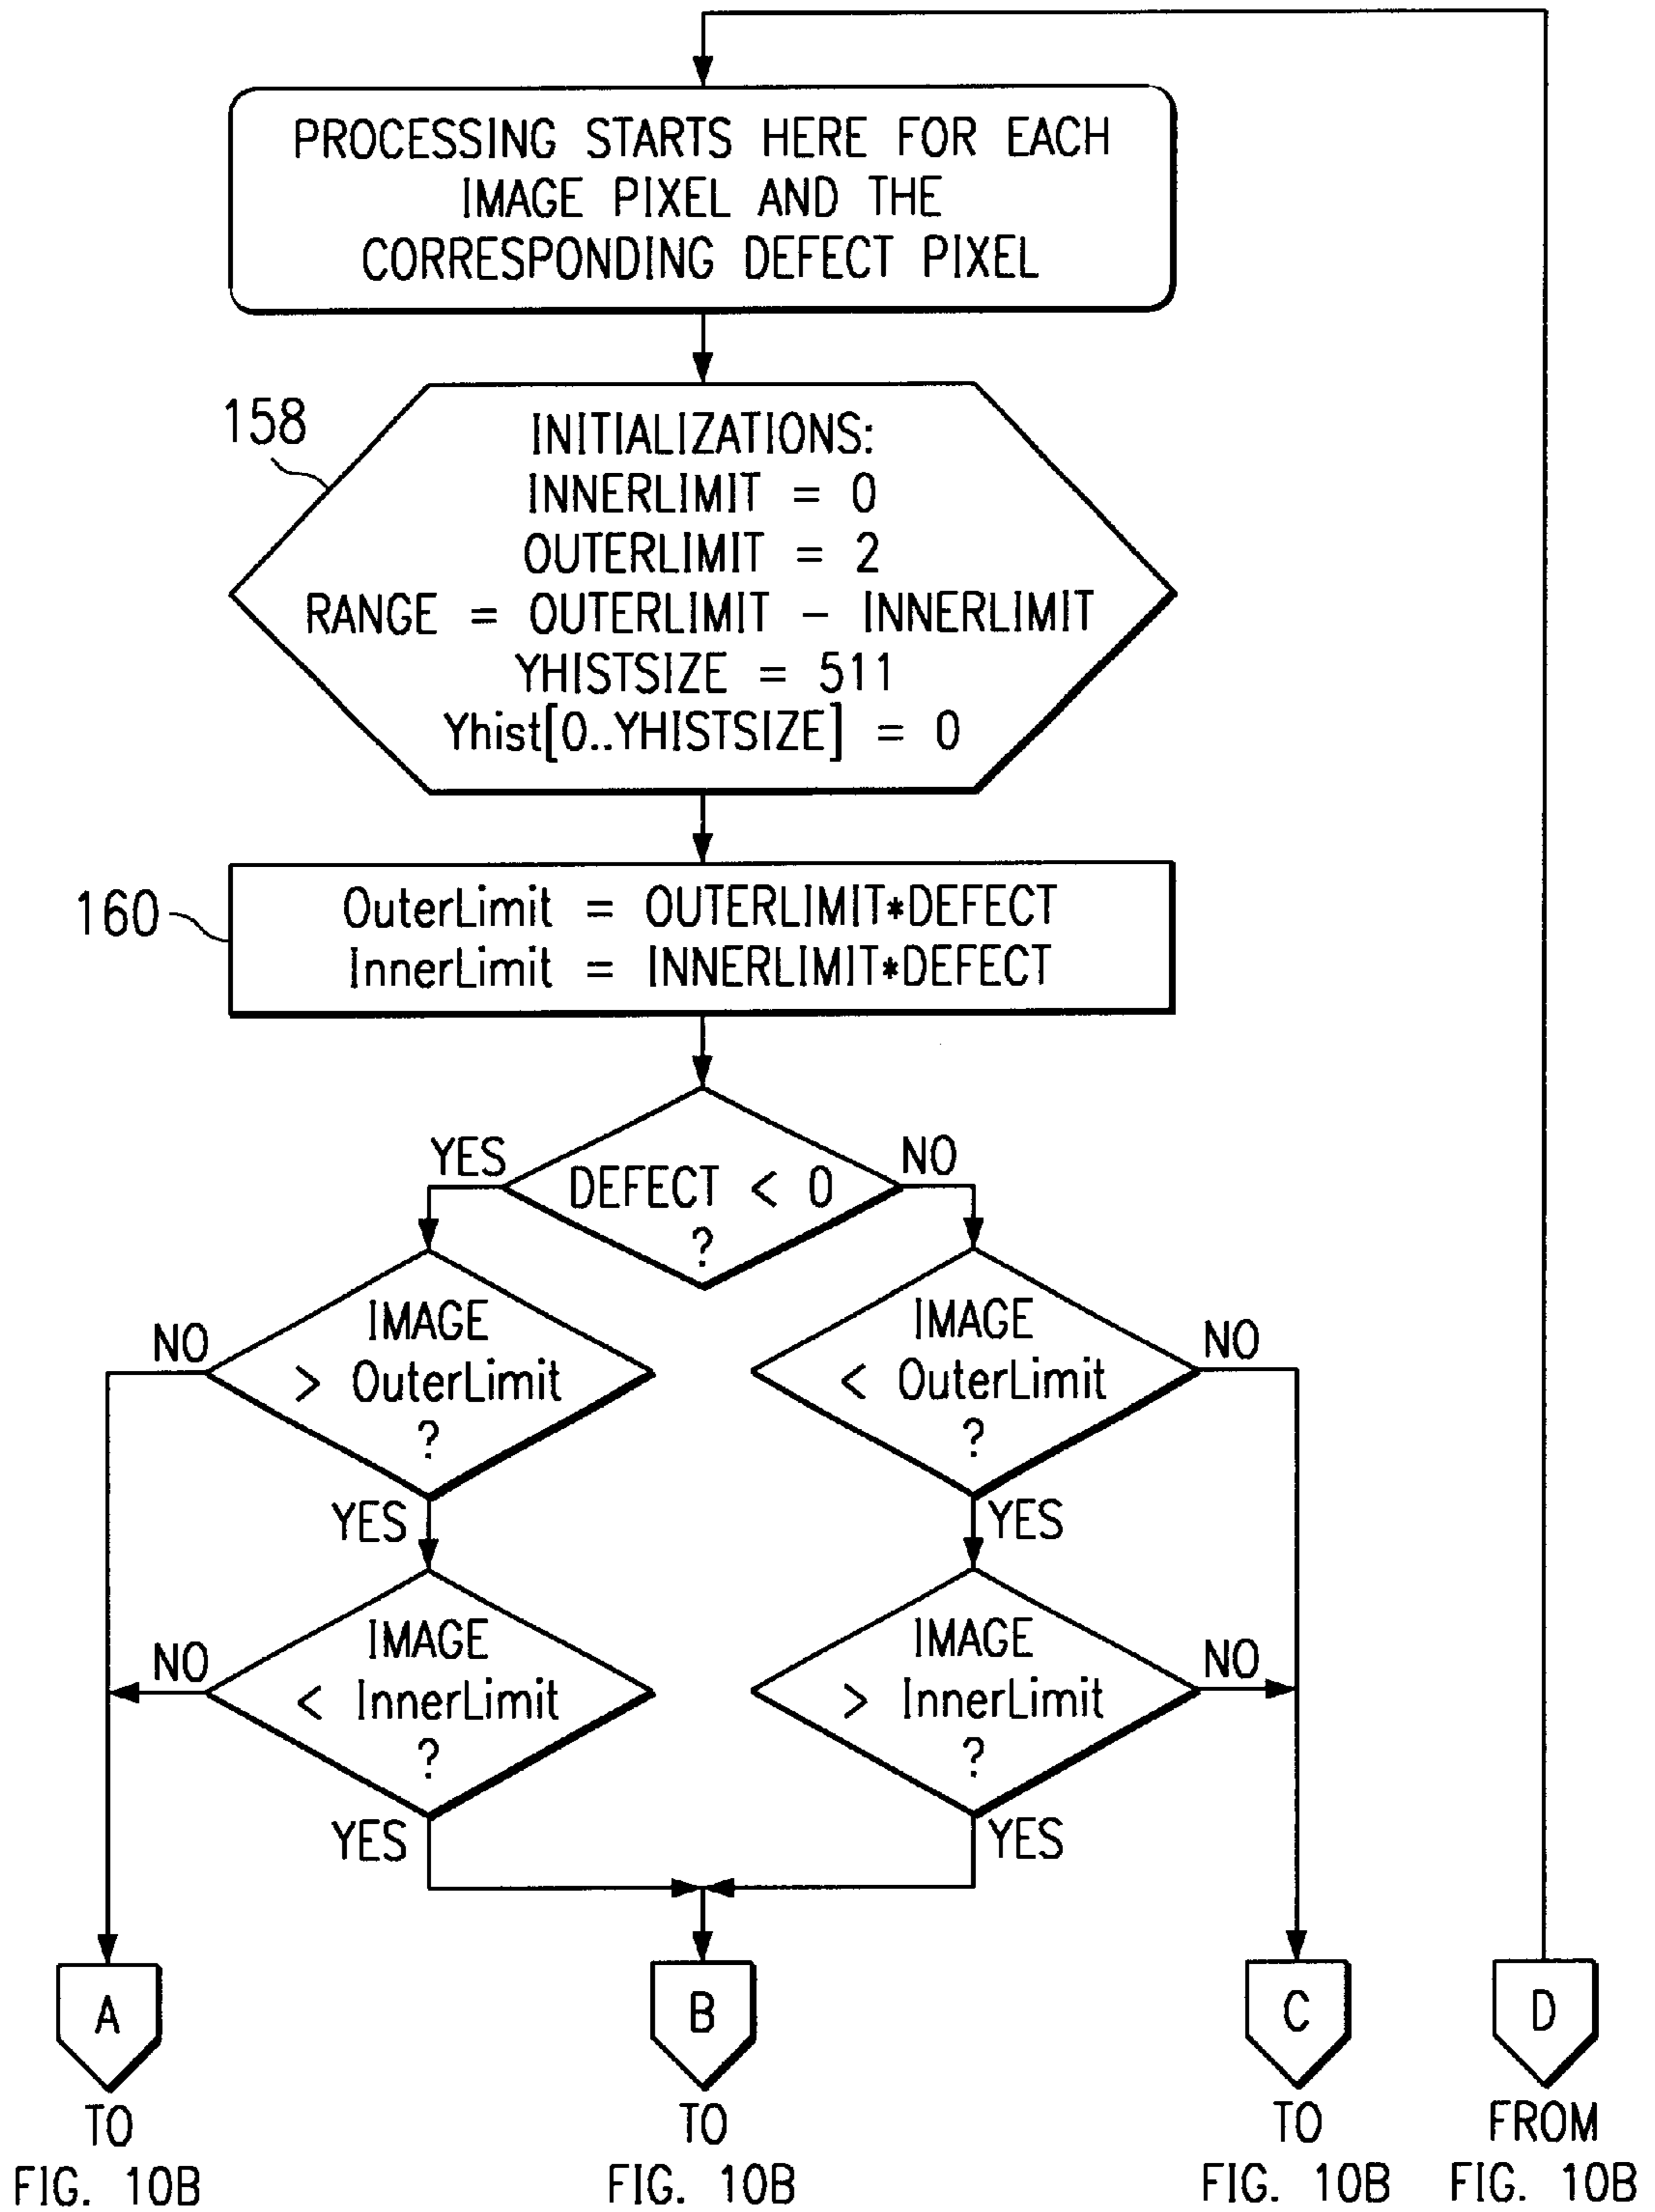 PROCESSING STARTS HERE FOR EACH
IMAGE PIXEL AND THE
CORRESPONDING DEFECT PIXEL
158
INITIALIZATIONS:
INNERLIMIT = 0
OUTERLIMIT = 2
RANGE = OUTERLIMIT - INNERLIMIT
YHISTSIZE = 511
Yhist[0..YHISTSIZE] = 0
160
OuterLimit = OUTERLIMIT*DEFECT
InnerLimit = INNERLIMIT*DEFECT
YES
NO
DEFECT < 0
?
NO
IMAGE
> OuterLimit
?
YES
IMAGE
< OuterLimit
?
NO
YES
NO
IMAGE
< InnerLimit
?
YES
IMAGE
> InnerLimit
?
NO
YES
A
TO
FIG. 10B
B
TO
FIG. 10B
C
TO
FIG. 10B
D
FROM
FIG. 10B